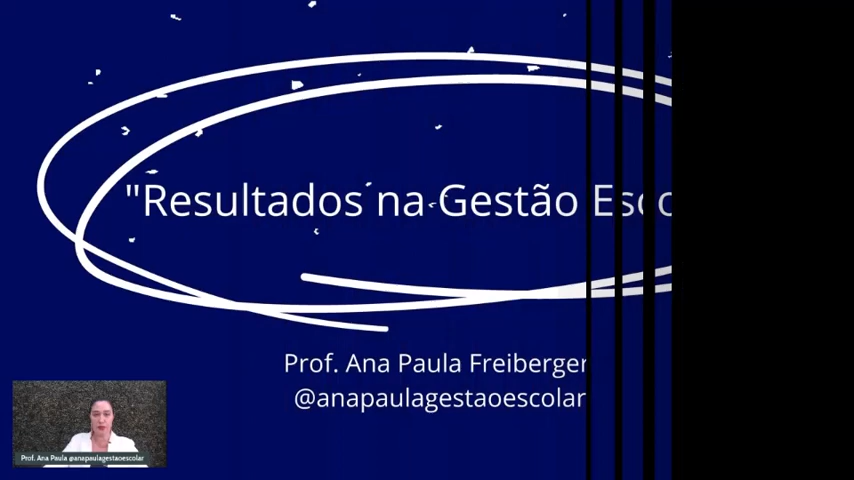 "Resultados na Gestão Esc
Prof. Ana Paula Freiberger
@anapaulagestaoescolar
Prof. Ana Paula @anapaulagestaoescolar